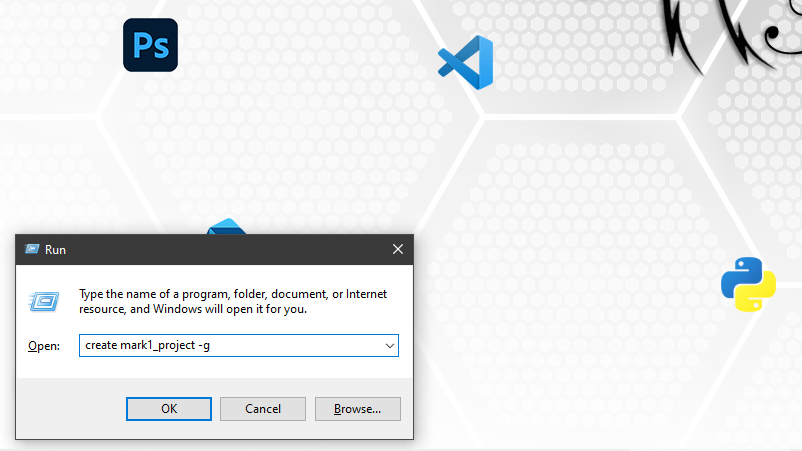 Ps
Run
Type the name of a program, folder, document, or Internet
resource, and Windows will open it for you.
Open:
create mark1_project -g
OK
Cancel
Browse...